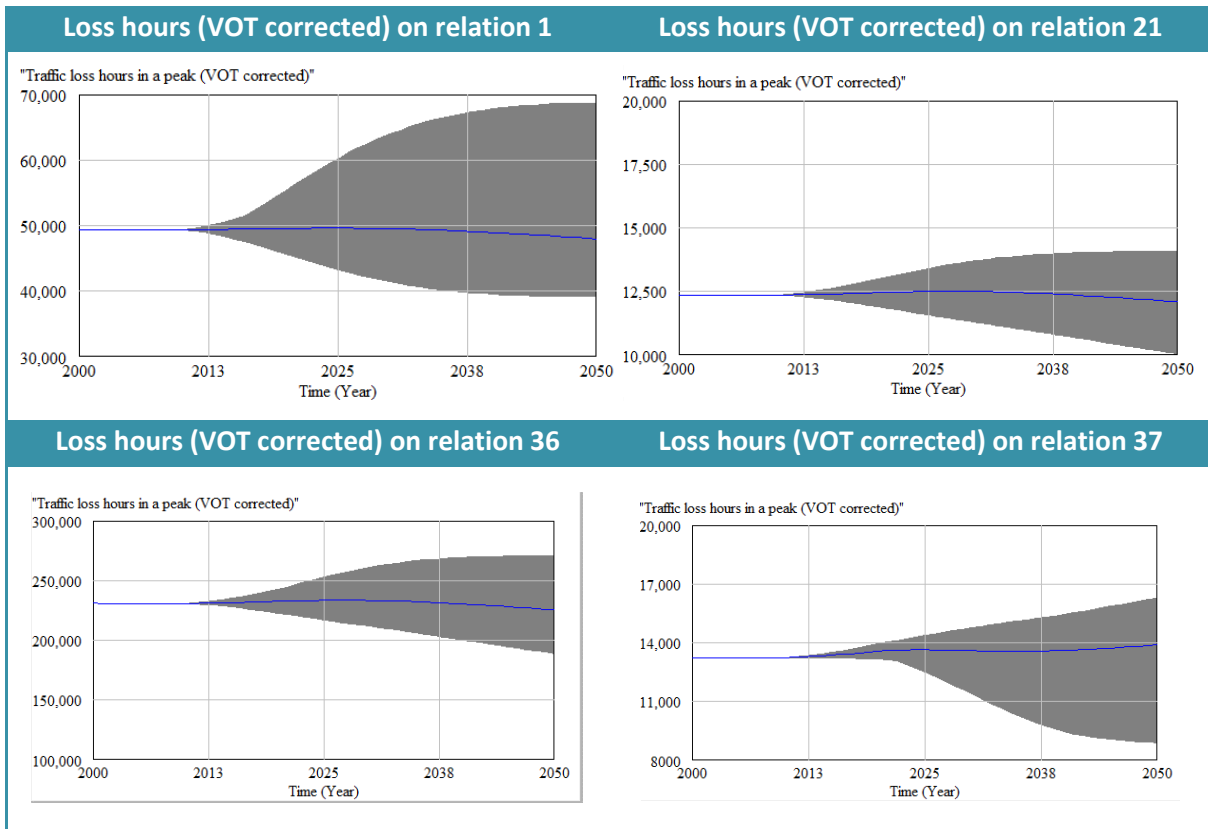 Loss hours (VOT corrected) on relation 1
Loss hours (VOT corrected) on relation 21
"Traffic loss hours in a peak (VOT corrected)"
70,000
60,000
50,000
40,000
30,000
2000 2013 2025 2038 2050
Time (Year)
"Traffic loss hours in a peak (VOT corrected)"
20,000
17,500
15,000
12,500
10,000
2000 2013 2025 2038 2050
Time (Year)
Loss hours (VOT corrected) on relation 36
Loss hours (VOT corrected) on relation 37
"Traffic loss hours in a peak (VOT corrected)"
300,000
250,000
200,000
150,000
100,000
2000 2013 2025 2038 2050
Time (Year)
"Traffic loss hours in a peak (VOT corrected)"
20,000
17,000
14,000
11,000
8000
2000 2013 2025 2038 2050
Time (Year)